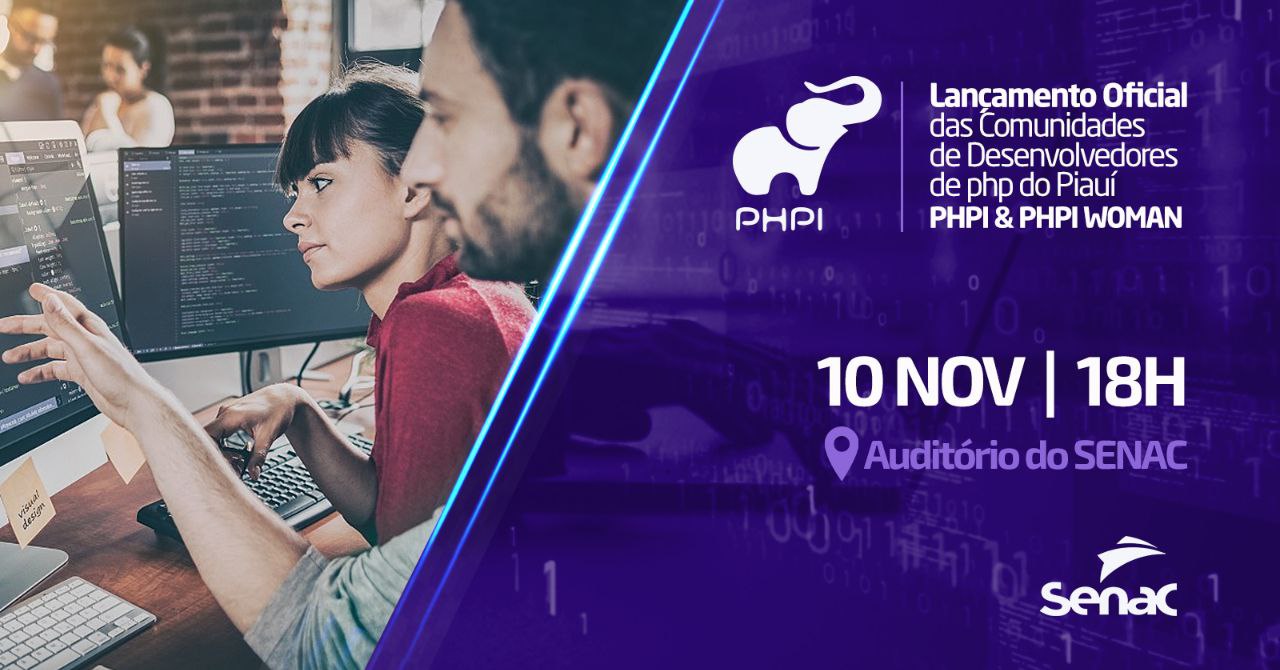 PHPI
Lançamento Oficial
das Comunidades
de Desenvolvedores
de php do Piauí
PHPI & PHPI WOMAN
10 NOV | 18H
Auditório do SENAC
visual
design
Senac